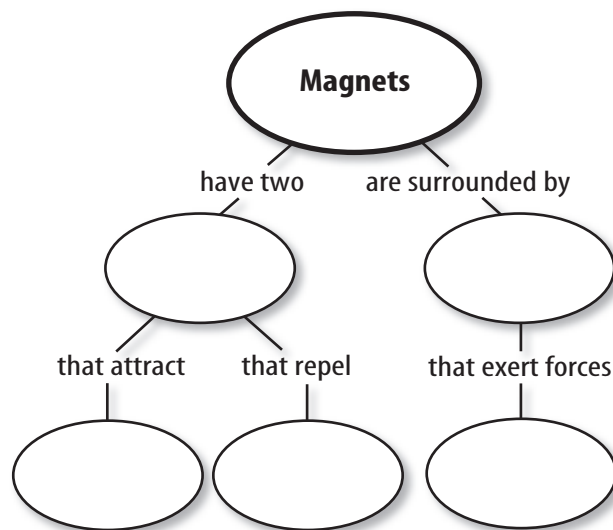 Magnets
have two are surrounded by
that attract that repel that exert forces